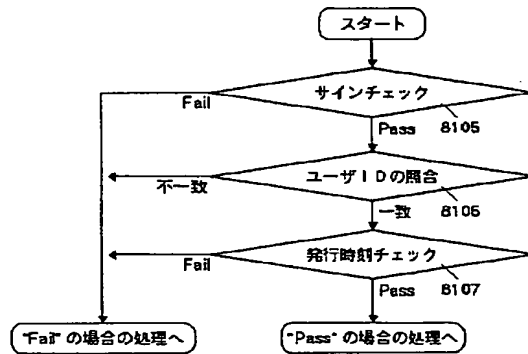 スタート
サインチェック
Fail
Pass
8105
ユーザIDの照合
不一致
一致
8106
発行時刻チェック
Fail
Pass
8107
"Fail" の場合の処理へ
"Pass" の場合の処理へ